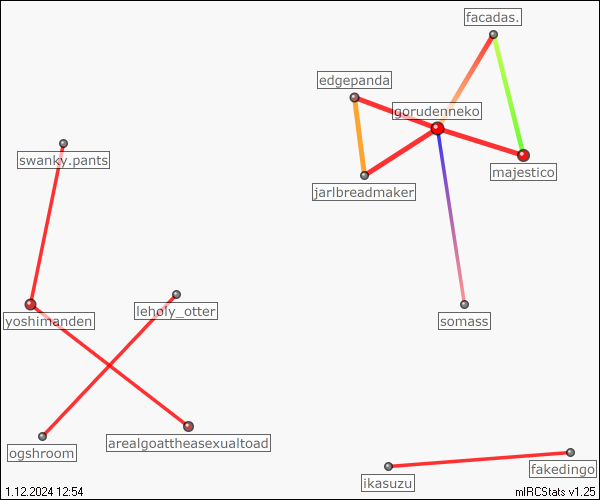 facadas.
edgepanda
gorudenneko
swanky.pants
majestico
jarlbreadmaker
leholy_otter
yoshimanden
somass
arealgoattheasexualtoad
ogshroom
fakedingo
ikasuzu
1.12.2024 12:54
mIRCStats v1.25